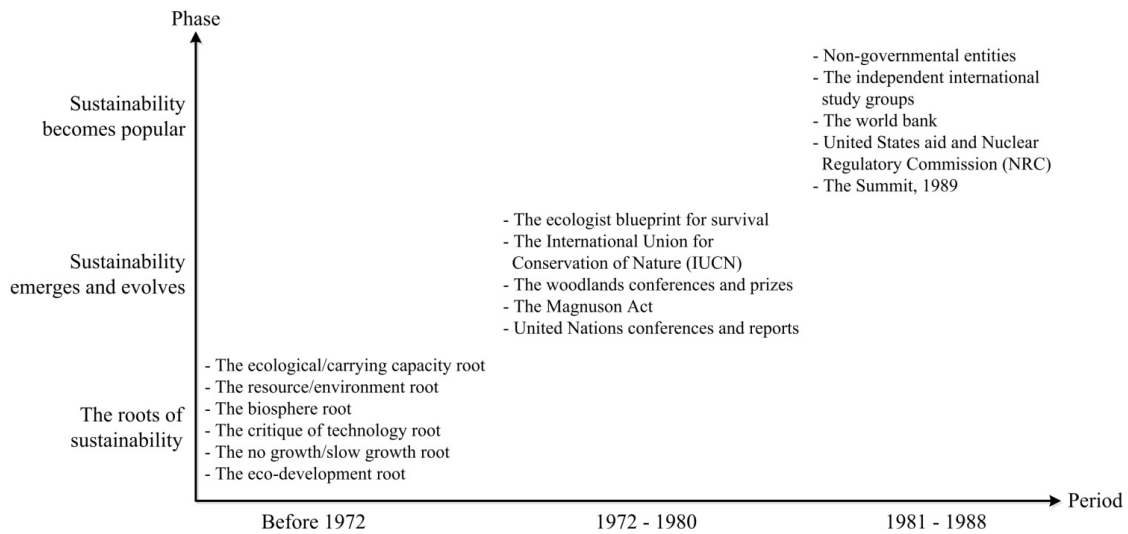 Phase
Sustainability
becomes popular
- Non-governmental entities
- The independent international
study groups
- The world bank
- United States aid and Nuclear
Regulatory Commission (NRC)
- The Summit, 1989
Sustainability
emerges and evolves
- The ecologist blueprint for survival
- The International Union for
Conservation of Nature (IUCN)
- The woodlands conferences and prizes
- The Magnuson Act
- United Nations conferences and reports
The roots of
sustainability
- The ecological/carrying capacity root
- The resource/environment root
- The biosphere root
- The critique of technology root
- The no growth/slow growth root
- The eco-development root
Period
Before 1972
1972 - 1980
1981 - 1988